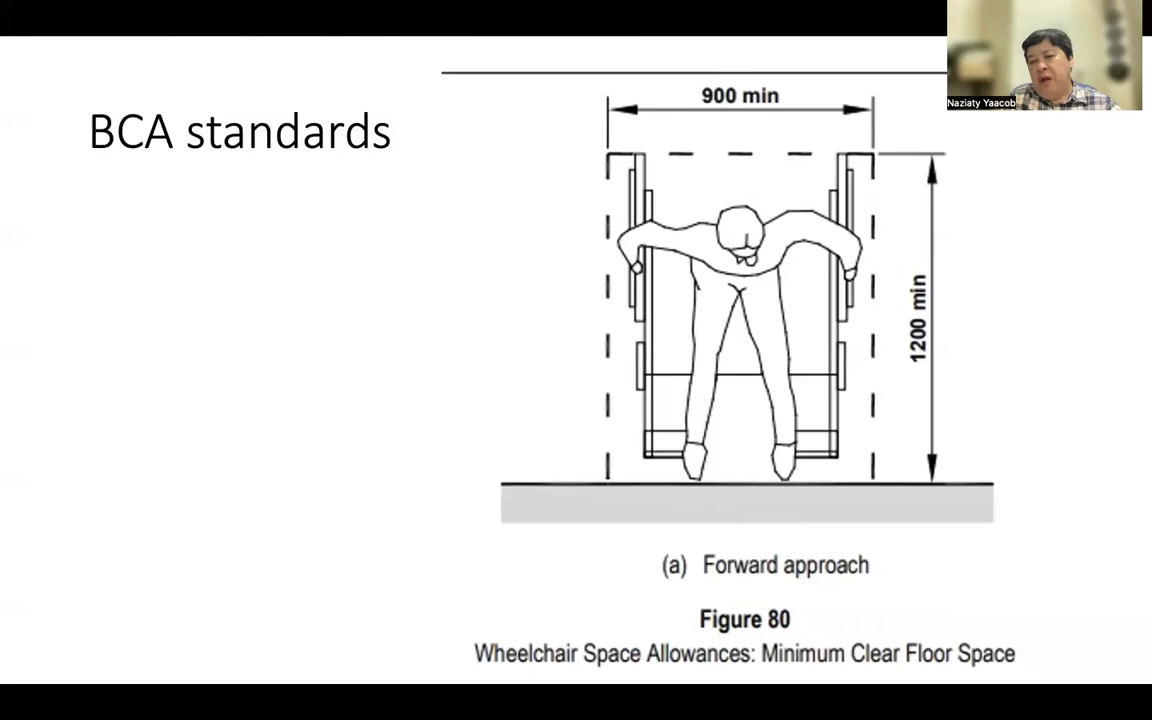 BCA standards
900 min
Naziaty Yaacob
1200 min
(a) Forward approach
Figure 80
Wheelchair Space Allowances: Minimum Clear Floor Space